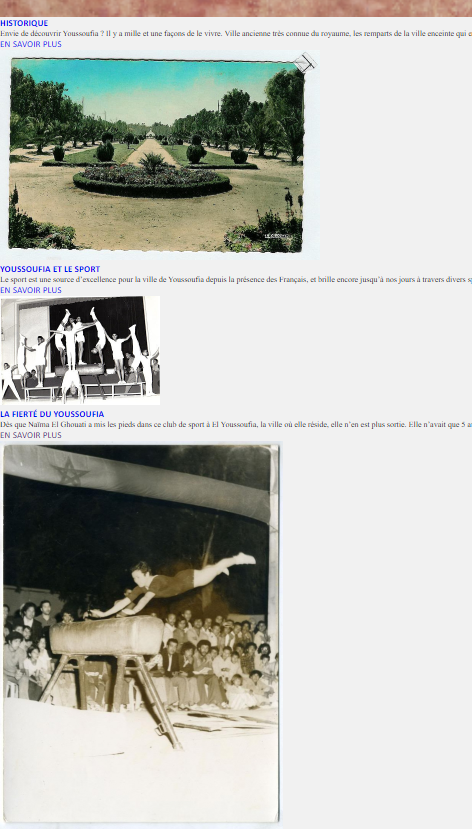 HISTORIQUE
Envie de découvrir Youssoufia ? Il y a mille et une façons de le vivre. Ville ancienne trés connue du royaume, les remparts de la ville enceinte qui e
EN SAVOIR PLUS
YOUSSOUFIA ET LE SPORT
Le sport est une source d'excellence pour la ville de Youssoufia depuis la présence des Français, et brille encore jusqu'à nos jours à travers divers sp
EN SAVOIR PLUS
LA FIERTÉ DU YOUSSOUFIA
Dès que Naïma El Ghouati a mis les pieds dans ce club de sport à El Youssoufia, la ville où elle réside, elle n'en est plus sortie. Elle n'avait que 5 a
EN SAVOIR PLUS